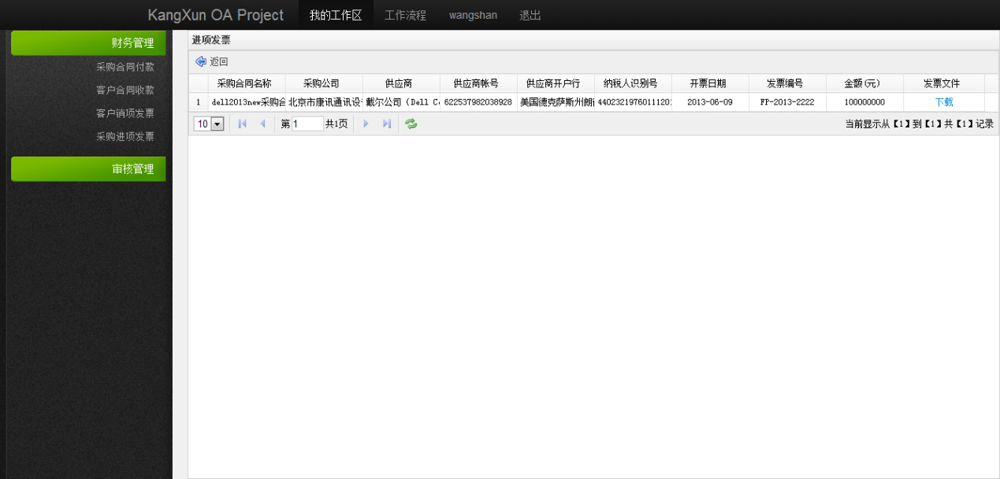 KangXun OA Project 我的工作区 工作流程 wangshan 退出
财务管理
采购合同付款
客户合同收款
客户销项发票
采购进项发票
审核管理
进项发票
返回
采购合同名称 采购公司 供应商 供应商帐号 供应商开户行 纳税人识别号 开票日期 发票编号 金额(元) 发票文件
1 dell2013new采购合 北京市康讯通讯设 戴尔公司（Dell C 622537982038928 美国德克萨斯州朗 44023219760111201 2013-06-09 FP-2013-2222 100000000 下载
10 第 1 共1页 当前显示从【1】到【1】共【1】记录